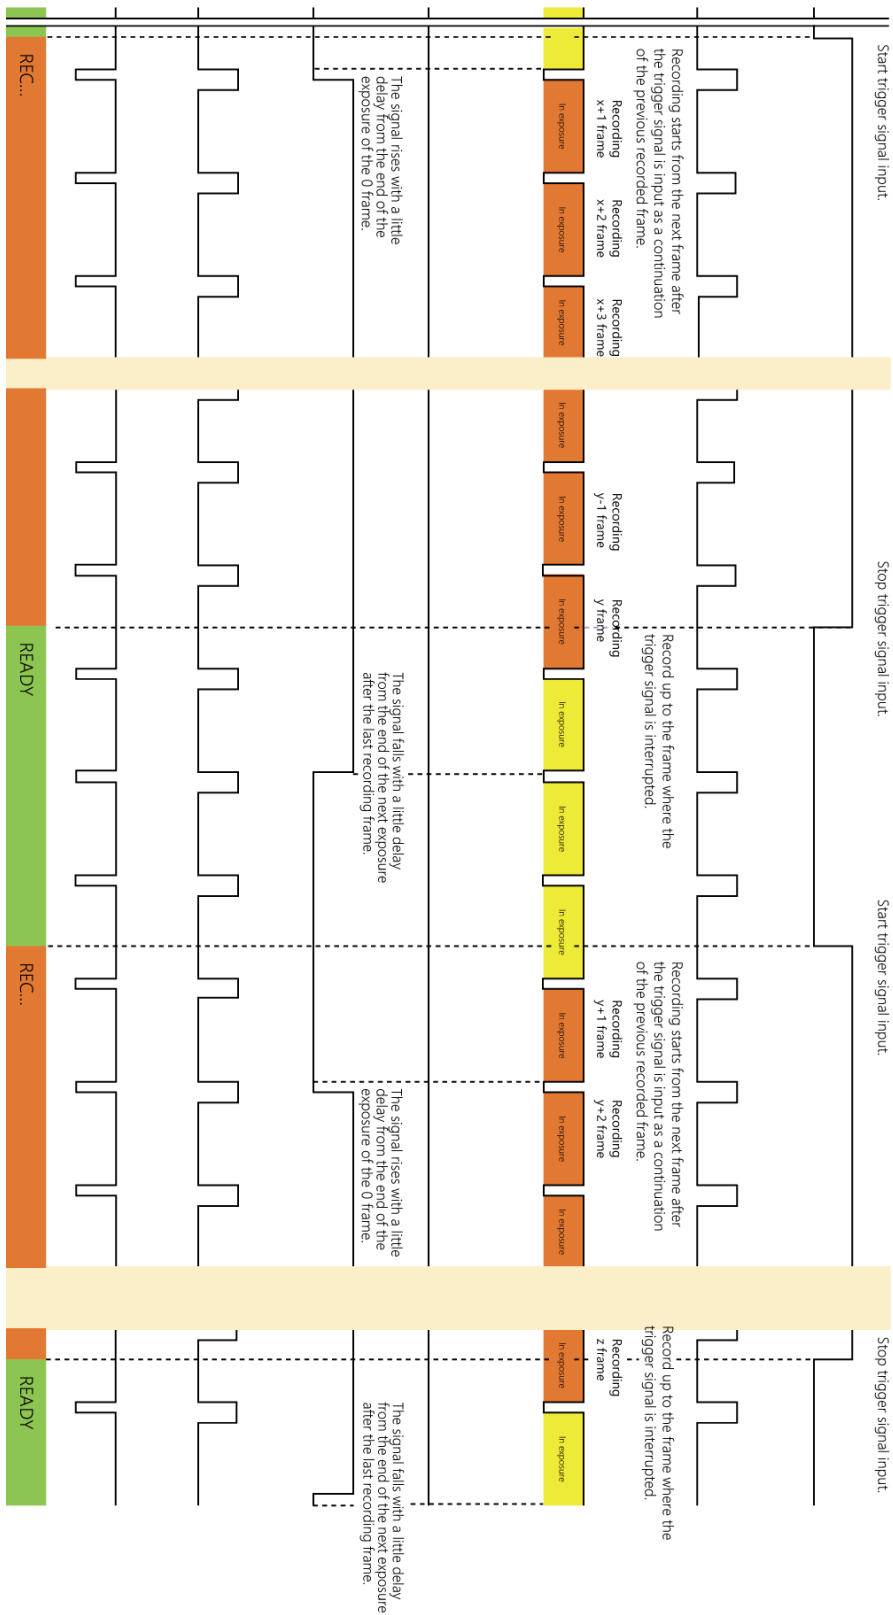 Start trigger signal input.
Stop trigger signal input.
Start trigger signal input.
Stop trigger signal input.
Recording starts from the next frame after
the trigger signal is input as a continuation
of the previous recorded frame.
Record up to the frame where the
trigger signal is interrupted.
Recording starts from the next frame after
the trigger signal is input as a continuation
of the previous recorded frame.
Record up to the frame where the
trigger signal is interrupted.
Recording
x+1 frame
Recording
x+2 frame
Recording
x+3 frame
Recording
y-1 frame
Recording
y frame
Recording
y+1 frame
Recording
y+2 frame
Recording
z frame
In exposure
In exposure
In exposure
In exposure
In exposure
In exposure
In exposure
In exposure
In exposure
In exposure
In exposure
In exposure
In exposure
In exposure
The signal rises with a little
delay from the end of the
exposure of the 0 frame.
The signal falls with a little delay
from the end of the next exposure
after the last recording frame.
The signal rises with a little
delay from the end of the
exposure of the 0 frame.
The signal falls with a little delay
from the end of the next exposure
after the last recording frame.
REC...
READY
REC...
READY